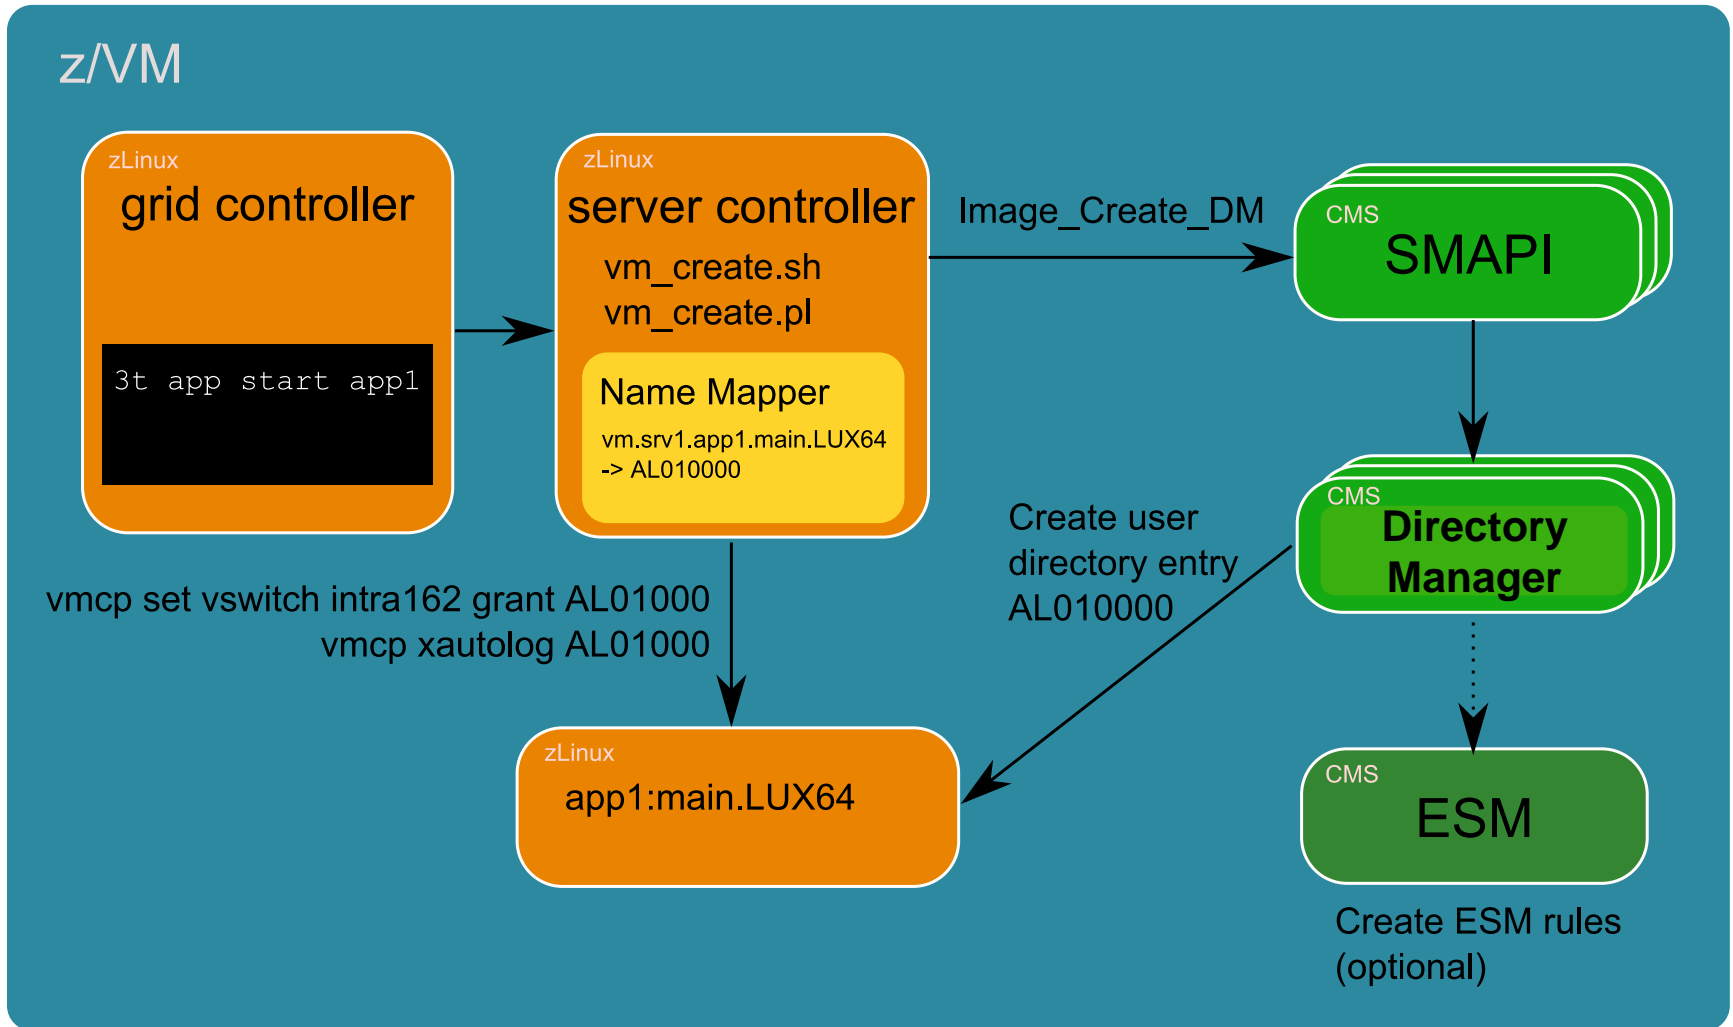 z/VM
zLinux
grid controller
3t app start app1
zLinux
server controller
vm_create.sh
vm_create.pl
Name Mapper
vm.srv1.app1.main.LUX64
-> AL010000
Image_Create_DM
CMS
SMAPI
CMS
Directory
Manager
Create user
directory entry
AL010000
vmcp set vswitch intra162 grant AL01000
vmcp xautolog AL01000
zLinux
app1:main.LUX64
CMS
ESM
Create ESM rules
(optional)